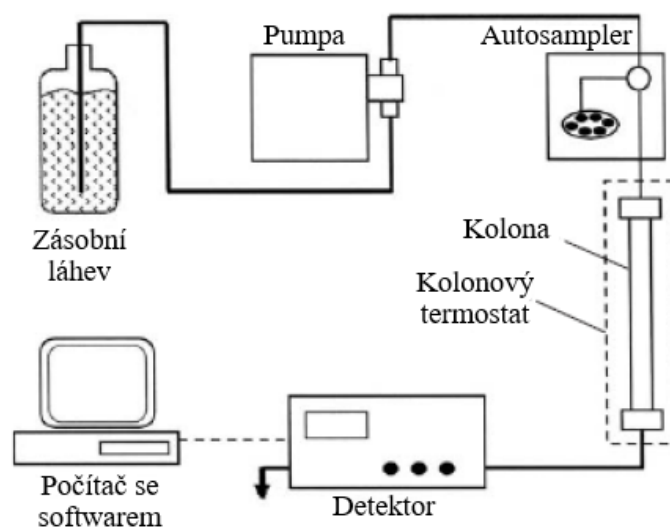 Pumpa
Autosampler
Zásobní
láhev
Kolona
Kolonový
termostat
Počítač se
softwarem
Detektor